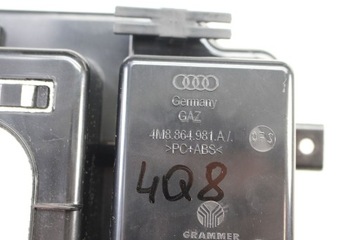 Germany
GAZ
4M8.864.981.A
>PC+ABS<
4Q8
GRAMMER